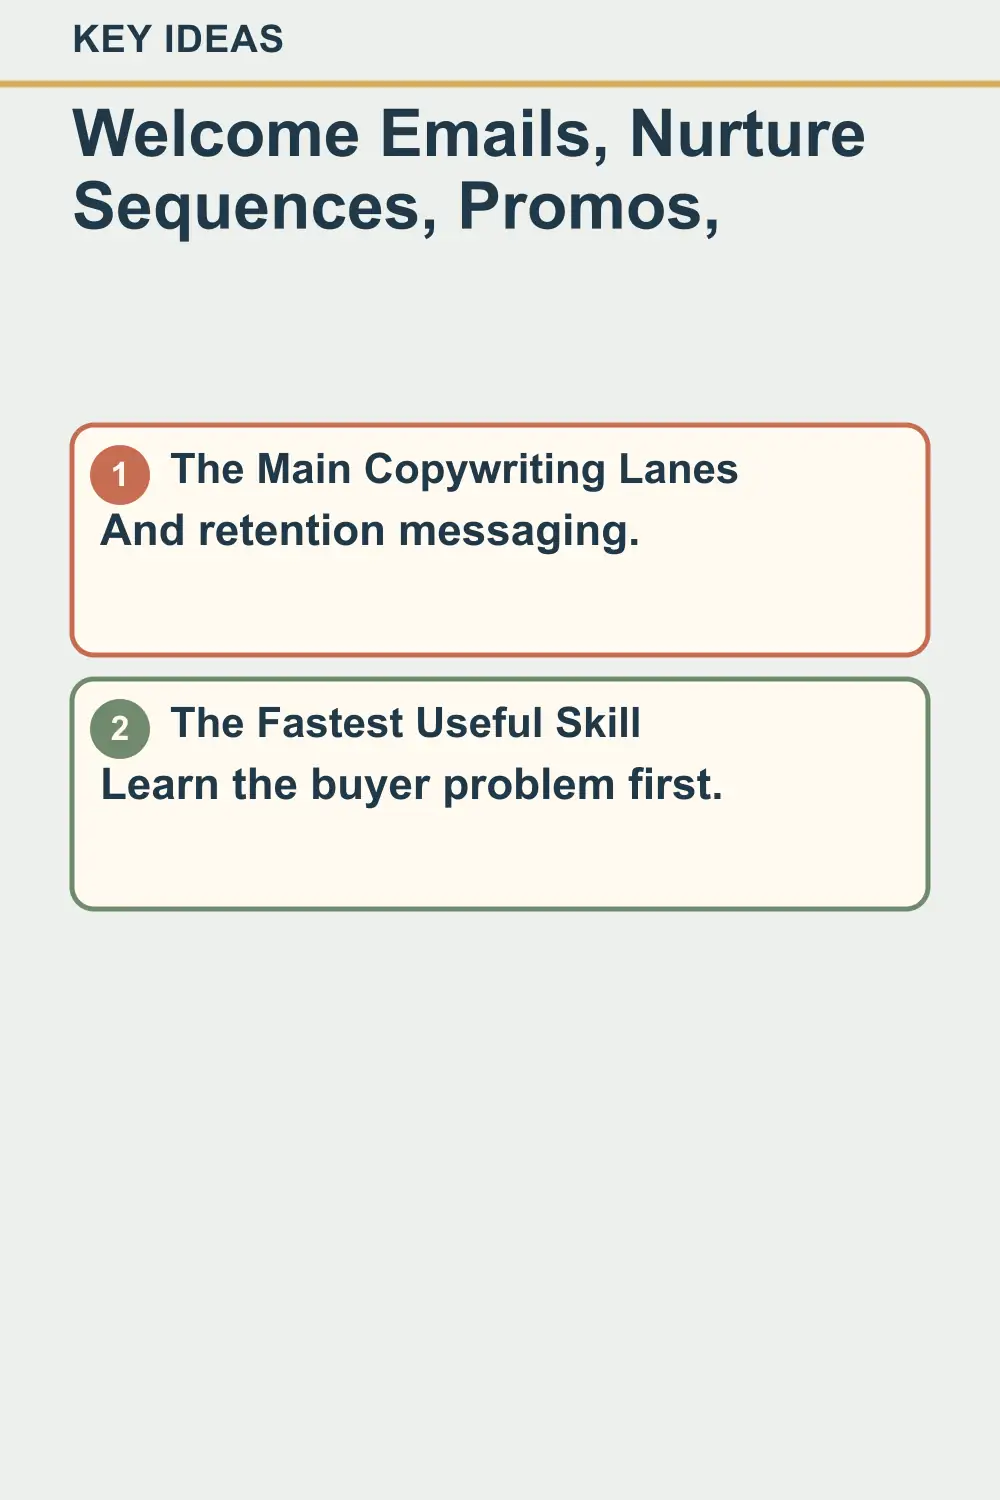 KEY IDEAS
Welcome Emails, Nurture
Sequences, Promos,
1 The Main Copywriting Lanes
And retention messaging.
2 The Fastest Useful Skill
Learn the buyer problem first.